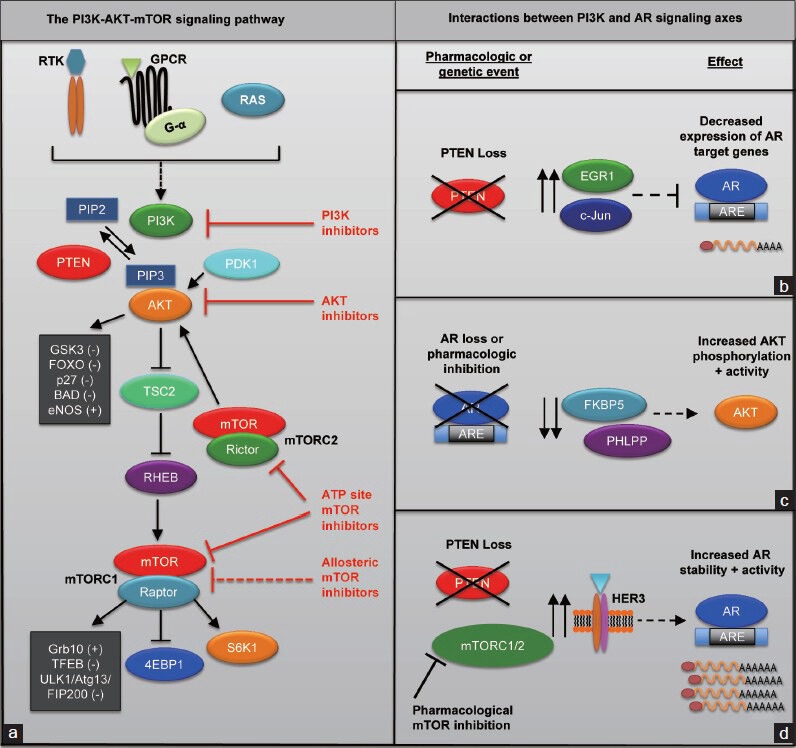 The PI3K-AKT-mTOR signaling pathway
RTK
GPCR
G-α
RAS
PIP2
PI3K
PI3K
inhibitors
PTEN
PIP3
PDK1
AKT
AKT
inhibitors
GSK3 (-)
FOXO (-)
p27 (-)
BAD (-)
eNOS (+)
TSC2
mTOR
Rictor
mTORC2
RHEB
ATP site
mTOR
inhibitors
mTOR
mTORC1
Raptor
Allosteric
mTOR
inhibitors
Grb10 (+)
TFEB (-)
ULK1/Atg13/
FIP200 (-)
4EBP1
S6K1
a
Interactions between PI3K and AR signaling axes
Pharmacologic or
genetic event
Effect
PTEN Loss
PTEN
EGR1
c-Jun
Decreased
expression of AR
target genes
AR
ARE
AAAA
b
AR loss or
pharmacologic
inhibition
AR
ARE
FKBP5
PHLPP
Increased AKT
phosphorylation
+ activity
AKT
c
PTEN Loss
PTEN
mTORC1/2
Pharmacological
mTOR inhibition
HER3
Increased AR
stability + activity
AR
ARE
AAAAAA
AAAAAA
AAAAAA
AAAAAA
d